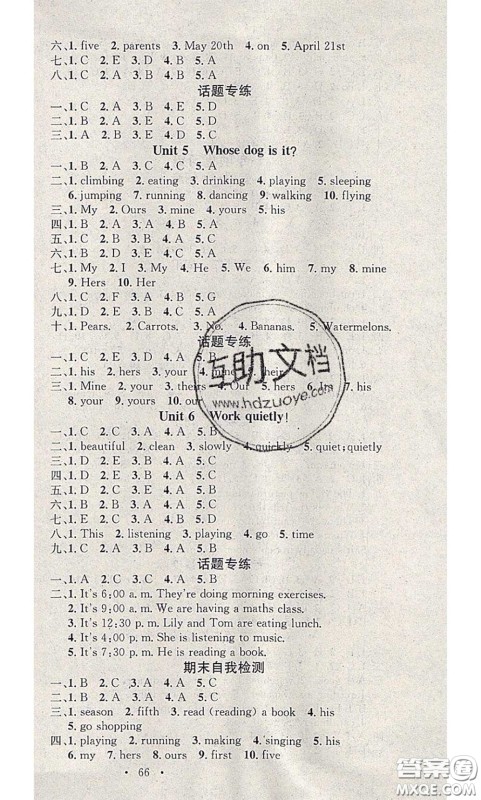 六、1. five 2. parents 3. May 20th 4. on 5. April 21st
七、1. C 2. E 3. D 4. B 5. A
八、1. C 2. E 3. D 4. B 5. A
话题专练
一、1. C 2. A 3. B 4. E 5. D
二、1. C 2. A 3. B 4. E 5. D
三、1. A 2. C 3. B 4. D 5. A
Unit 5 Whose dog is it?
一、1. B 2. A 3. C 4. A 5. C
二、1. climbing 2. eating 3. drinking 4. playing 5. sleeping
6. jumping 7. running 8. dancing 9. walking 10. flying
三、1. My 2. Ours 3. mine 4. yours 5. his
四、1. B 2. A 3. B 4. A 5. A
五、1. C 2. B 3. C 4. A 5. C
六、1. D 2. C 3. E 4. B 5. A
七、1. My 2. I 3. My 4. He 5. We 6. him 7. my 8. mine
9. Hers 10. Her
八、1. C 2. F 3. A 4. B 5. G
九、1. D 2. C 3. B 4. A
十、1. Pears. 2. Carrots. 3. No. 4. Bananas. 5. Watermelons.
话题专练
一、1. C 2. E 3. D 4. B
二、1. his 2. hers 3. your 4. mine 5. their
三、1. Mine 2. your 3. theirs 4. Our 5. hers 6. I 7. his
8. your 9. yours 10. our
Unit 6 Work quietly!
一、1. C 2. A 3. B 4. A 5. B
二、1. beautiful 2. clean 3. slowly 4. quickly 5. quiet;quietly
三、1. D 2. E 3. B 4. A 5. C
四、1. D 2. E 3. B 4. A 5. C
五、1. A 2. C 3. B 4. A 5. C
六、1. B 2. C 3. B 4. A 5. C
七、1. E 2. C 3. D 4. A 5. B
八、1. This 2. listening 3. playing 4. go 5. time
九、1. C 2. D 3. E 4. B 5. A
话题专练
一、1. A 2. C 3. B 4. A 5. C
二、1. It's 6:00 a. m. They're doing morning exercises.
2. It's 9:00 a. m. We are having a maths class.
3. It's 12:30 p. m. Lily and Tom are eating lunch.
4. It's 5:00 p. m. She is listening to music.
5. It's 7:30 p. m. He is reading a book.
期末自我检测
一、1. B 2. C 3. A 4. A 5. C
二、1. C 2. C 3. A 4. B 5. A
三、1. season 2. fifth 3. read (reading) a book 4. his
5. go shopping
四、1. playing 2. running 3. making 4. singing 5. his
6. my 7. hers 8. ours 9. first 10. five
• 66 •
互助文档
www.hdzuoye.com
答案圈
MXQE.COM